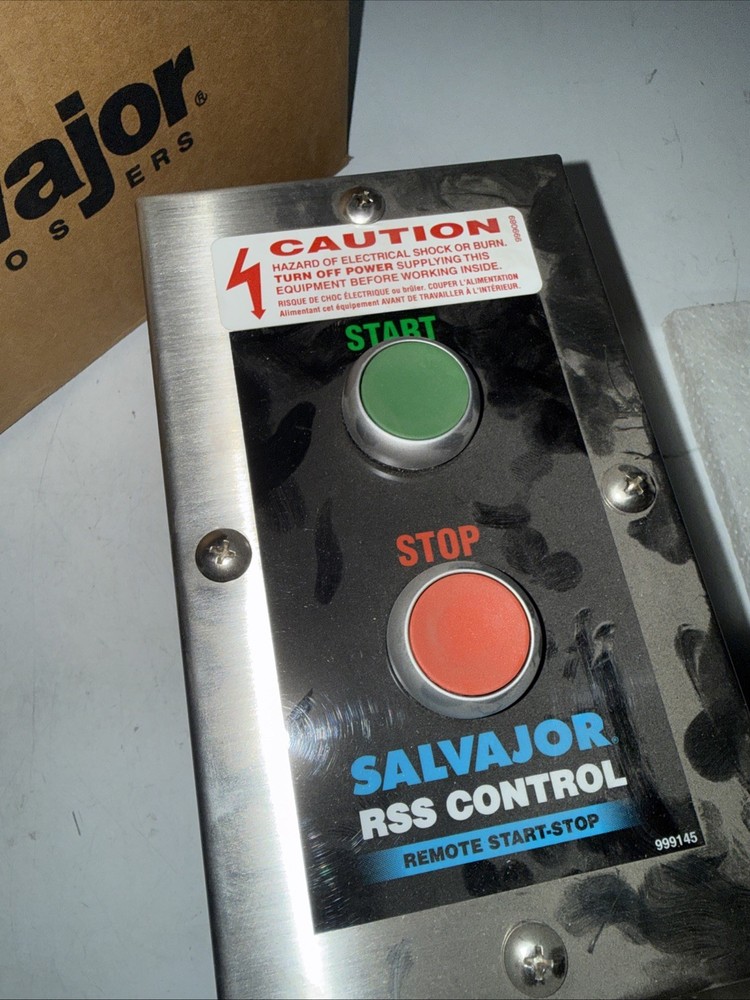 ajor®
OSERS
CAUTION
HAZARD OF ELECTRICAL SHOCK OR BURN.
TURN OFF POWER SUPPLYING THIS
EQUIPMENT BEFORE WORKING INSIDE.
RISQUE DE CHOC ÉLECTRIQUE ou brûler. COUPER L'ALIMENTATION
Alimentant cet équipement AVANT DE TRAVAILLER À L'INTÉRIEUR.
START
STOP
SALVAJOR®
RSS CONTROL
REMOTE START-STOP
999145